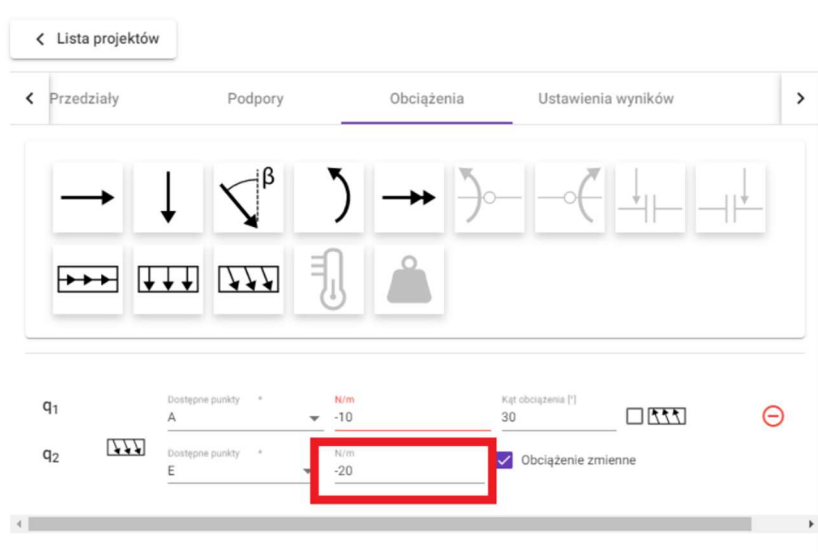 Lista projektów
Przedziały Podpory Obciążenia Ustawienia wyników
β
Dostępne punkty * N/m Kąt obciążenia [°]
q1 A -10 30
Dostępne punkty * N/m
q2 E -20 Obciążenie zmienne